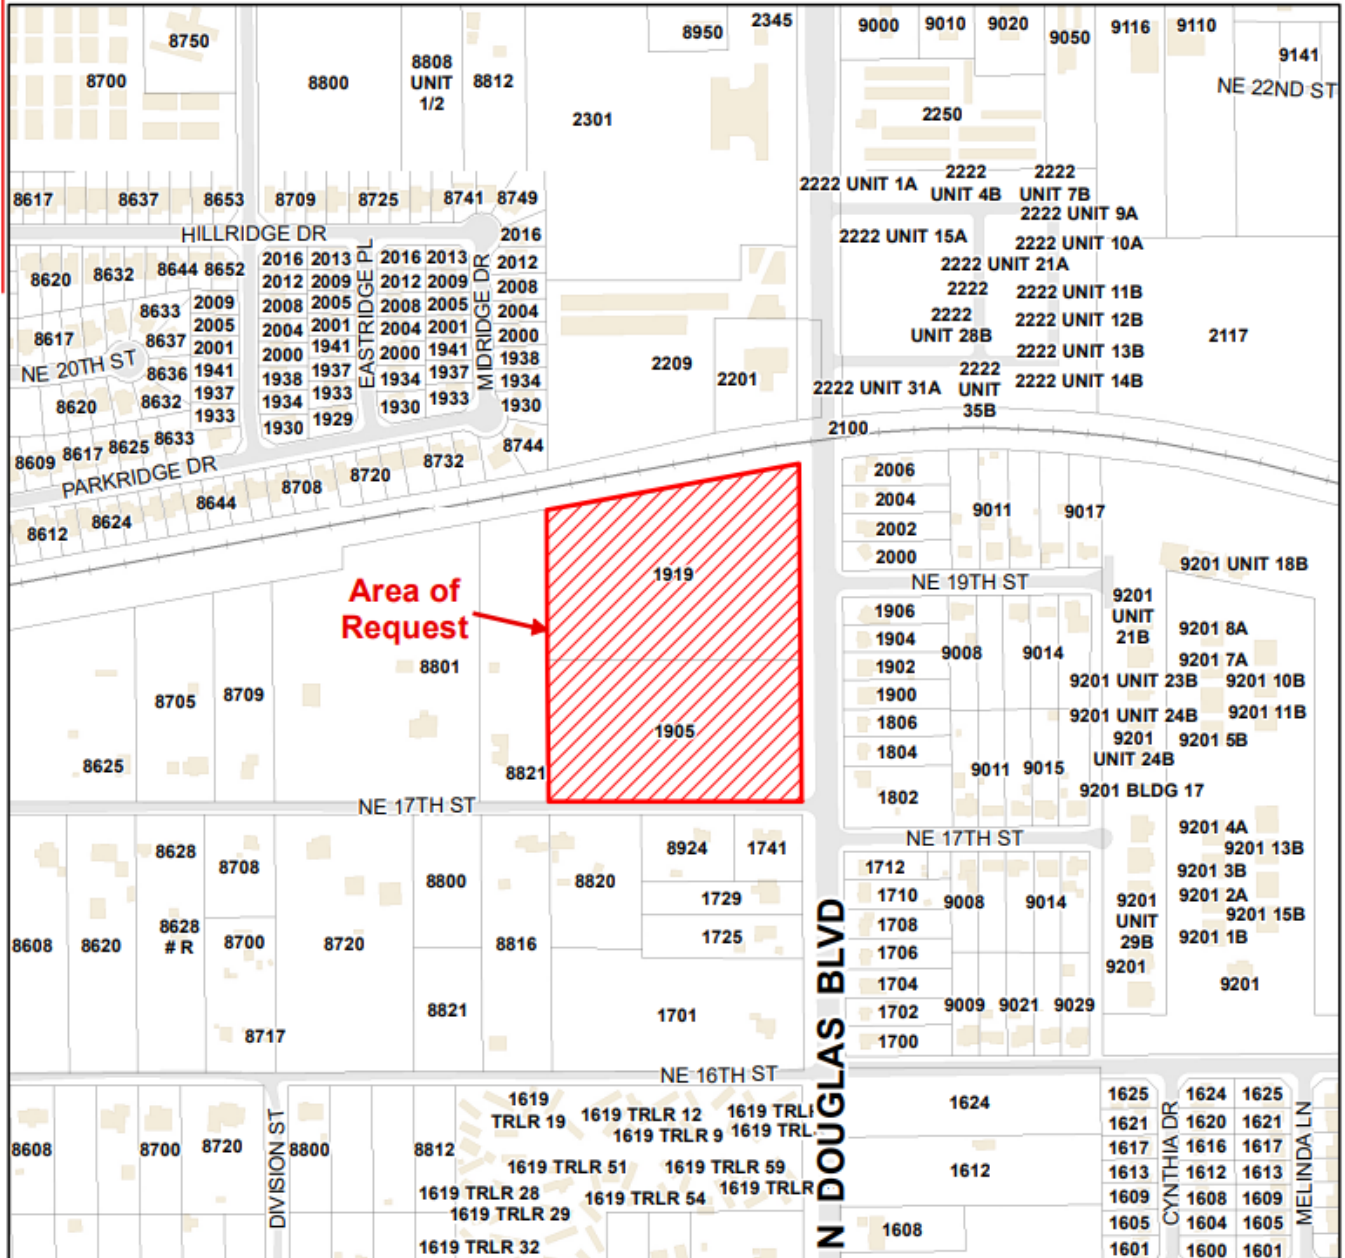 2345
8950
9000
9010
9020
9050
9116
9110
9141
8750
8700
8800
8808
UNIT
1/2
8812
NE 22ND ST
2301
2250
2222 UNIT 1A
2222
UNIT 4B
2222
UNIT 7B
8617
8637
8653
8709
8725
8741
8749
2222 UNIT 9A
HILLRIDGE DR
2016
2222 UNIT 15A
2222 UNIT 10A
8620
8632
8644
8652
2016
2013
2016
2013
2012
2222 UNIT 21A
2012
2009
2012
2009
2008
2222
2222 UNIT 11B
2009
2008
2005
2008
2005
2004
8633
2222
UNIT 28B
2222 UNIT 12B
2005
2004
2001
2004
2001
2000
8617
8637
2117
2001
2000
1941
2000
1941
1938
2222 UNIT 13B
NE 20TH ST
8636
1941
1938
1937
1934
1937
1934
2209
2201
2222
UNIT
35B
2222 UNIT 14B
2222 UNIT 31A
EASTRIDGE PL
MIDRIDGE DR
8620
8632
1937
1934
1933
1930
1933
1930
1933
1930
1929
2100
8609
8617
8625
8633
8744
PARKRIDGE DR
8732
8720
8708
8644
8624
8612
2006
2004
2002
2000
9011
9017
NE 19TH ST
9201 UNIT 18B
1919
Area of
Request
9201
UNIT
21B
1906
1904
1902
1900
1806
1804
1802
9008
9014
9201 8A
9201 7A
9201 UNIT 23B
9201 10B
9201 UNIT 24B
9201 11B
9201
UNIT 24B
9201 5B
8801
8705
8709
1905
8625
8821
9011
9015
9201 BLDG 17
NE 17TH ST
NE 17TH ST
9201 4A
9201 13B
9201 3B
9201 2A
9201 15B
9201 1B
8628
8708
8924
1741
1712
8800
8820
1729
1710
9008
9014
9201
UNIT
29B
8628
# R
8608
8620
8700
8720
8816
1725
1708
1706
9201
9201
1704
8821
1701
1702
9009
9021
9029
8717
1700
N DOUGLAS BLVD
NE 16TH ST
1619
TRLR 19
1619 TRLR 12
1619 TRL
1619 TRLR 9
1619 TRL
1624
1625
1624
1625
1621
1620
1621
8608
8700
8720
8800
8812
1617
1616
1617
1619 TRLR 51
1619 TRLR 59
1612
1613
1612
1613
1619 TRLR 28
1619 TRLR 54
1619 TRLR
1609
1608
1609
1619 TRLR 29
1608
1605
1604
1605
1619 TRLR 32
1601
1600
1601
DIVISION ST
CYNTHIA DR
MELINDA LN